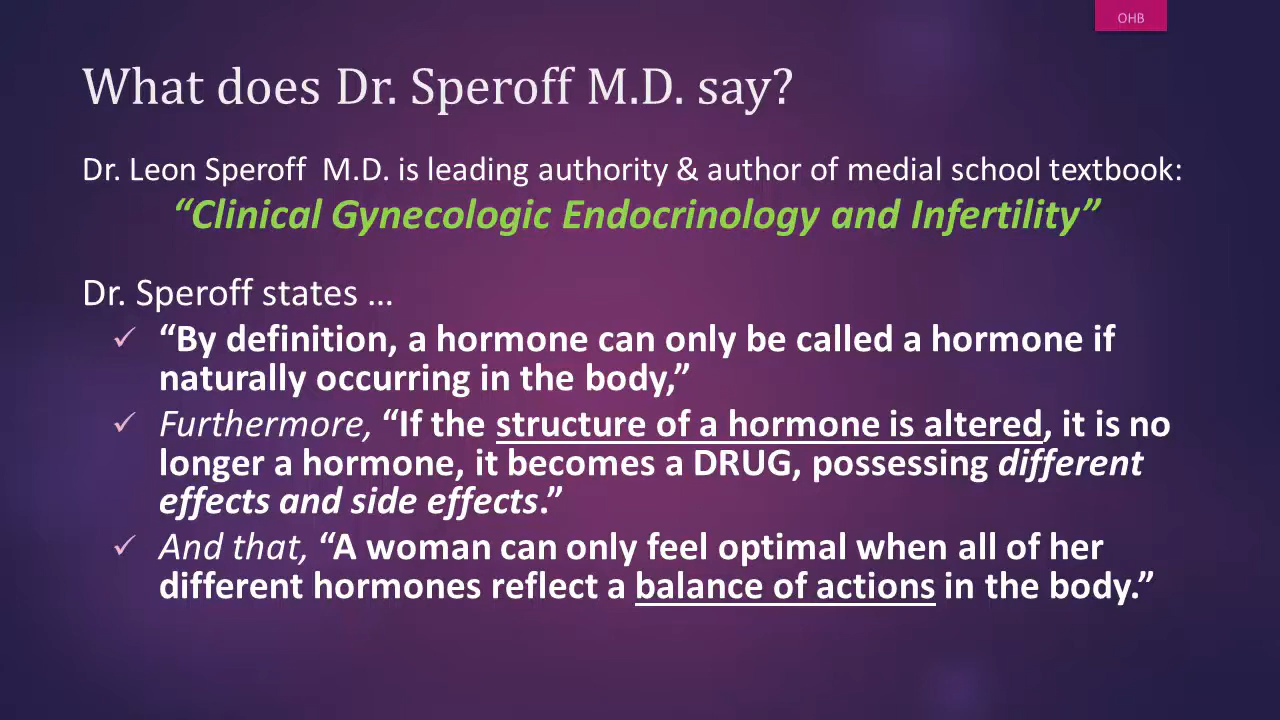 OHB
What does Dr. Speroff M.D. say?
Dr. Leon Speroff  M.D. is leading authority & author of medial school textbook:
“Clinical Gynecologic Endocrinology and Infertility”
Dr. Speroff states …
✓ “By definition, a hormone can only be called a hormone if
naturally occurring in the body,”
✓ Furthermore, “If the structure of a hormone is altered, it is no
longer a hormone, it becomes a DRUG, possessing different
effects and side effects.”
✓ And that, “A woman can only feel optimal when all of her
different hormones reflect a balance of actions in the body.”